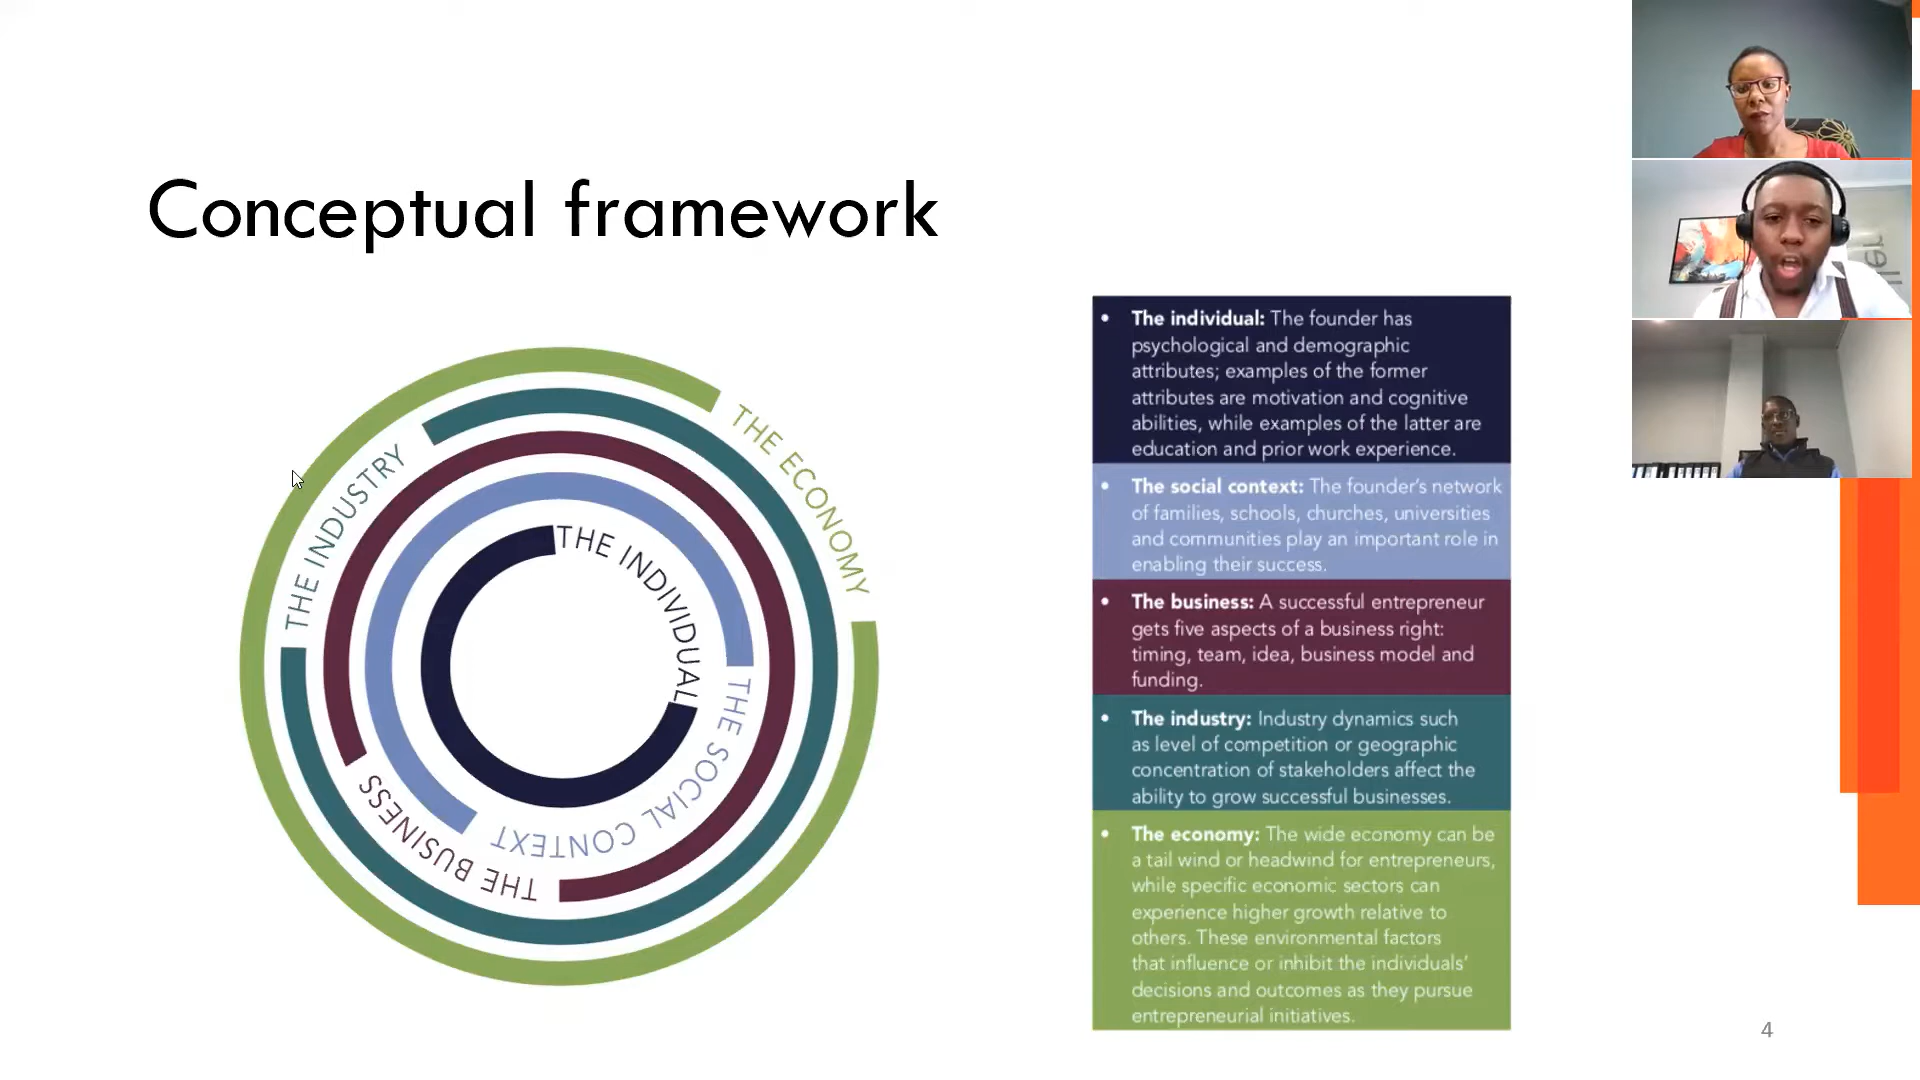 Conceptual framework
THE ECONOMY
THE INDUSTRY
THE INDIVIDUAL
THE SOCIAL CONTEXT
THE BUSINESS
• The individual: The founder has
psychological and demographic
attributes; examples of the former
attributes are motivation and cognitive
abilities, while examples of the latter are
education and prior work experience.
• The social context: The founder's network
of families, schools, churches, universities
and communities play an important role in
enabling their success.
• The business: A successful entrepreneur
gets five aspects of a business right:
timing, team, idea, business model and
funding.
• The industry: Industry dynamics such
as level of competition or geographic
concentration of stakeholders affect the
ability to grow successful businesses.
• The economy: The wide economy can be
a tail wind or headwind for entrepreneurs,
while specific economic sectors can
experience higher growth relative to
others. These environmental factors
that influence or inhibit the individuals'
decisions and outcomes as they pursue
entrepreneurial initiatives.
4